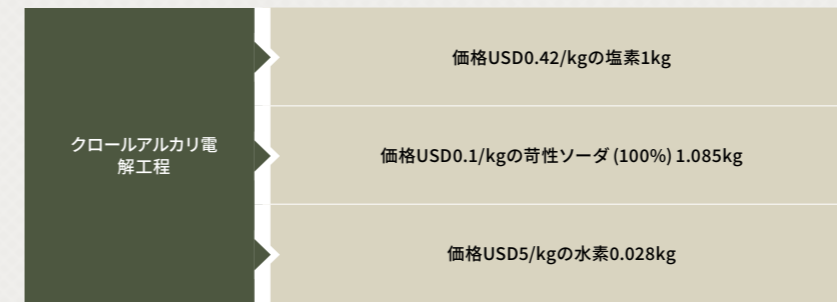 クロールアルカリ電
解工程
価格USD0.42/kgの塩素1kg
価格USD0.1/kgの苛性ソーダ (100%) 1.085kg
価格USD5/kgの水素0.028kg